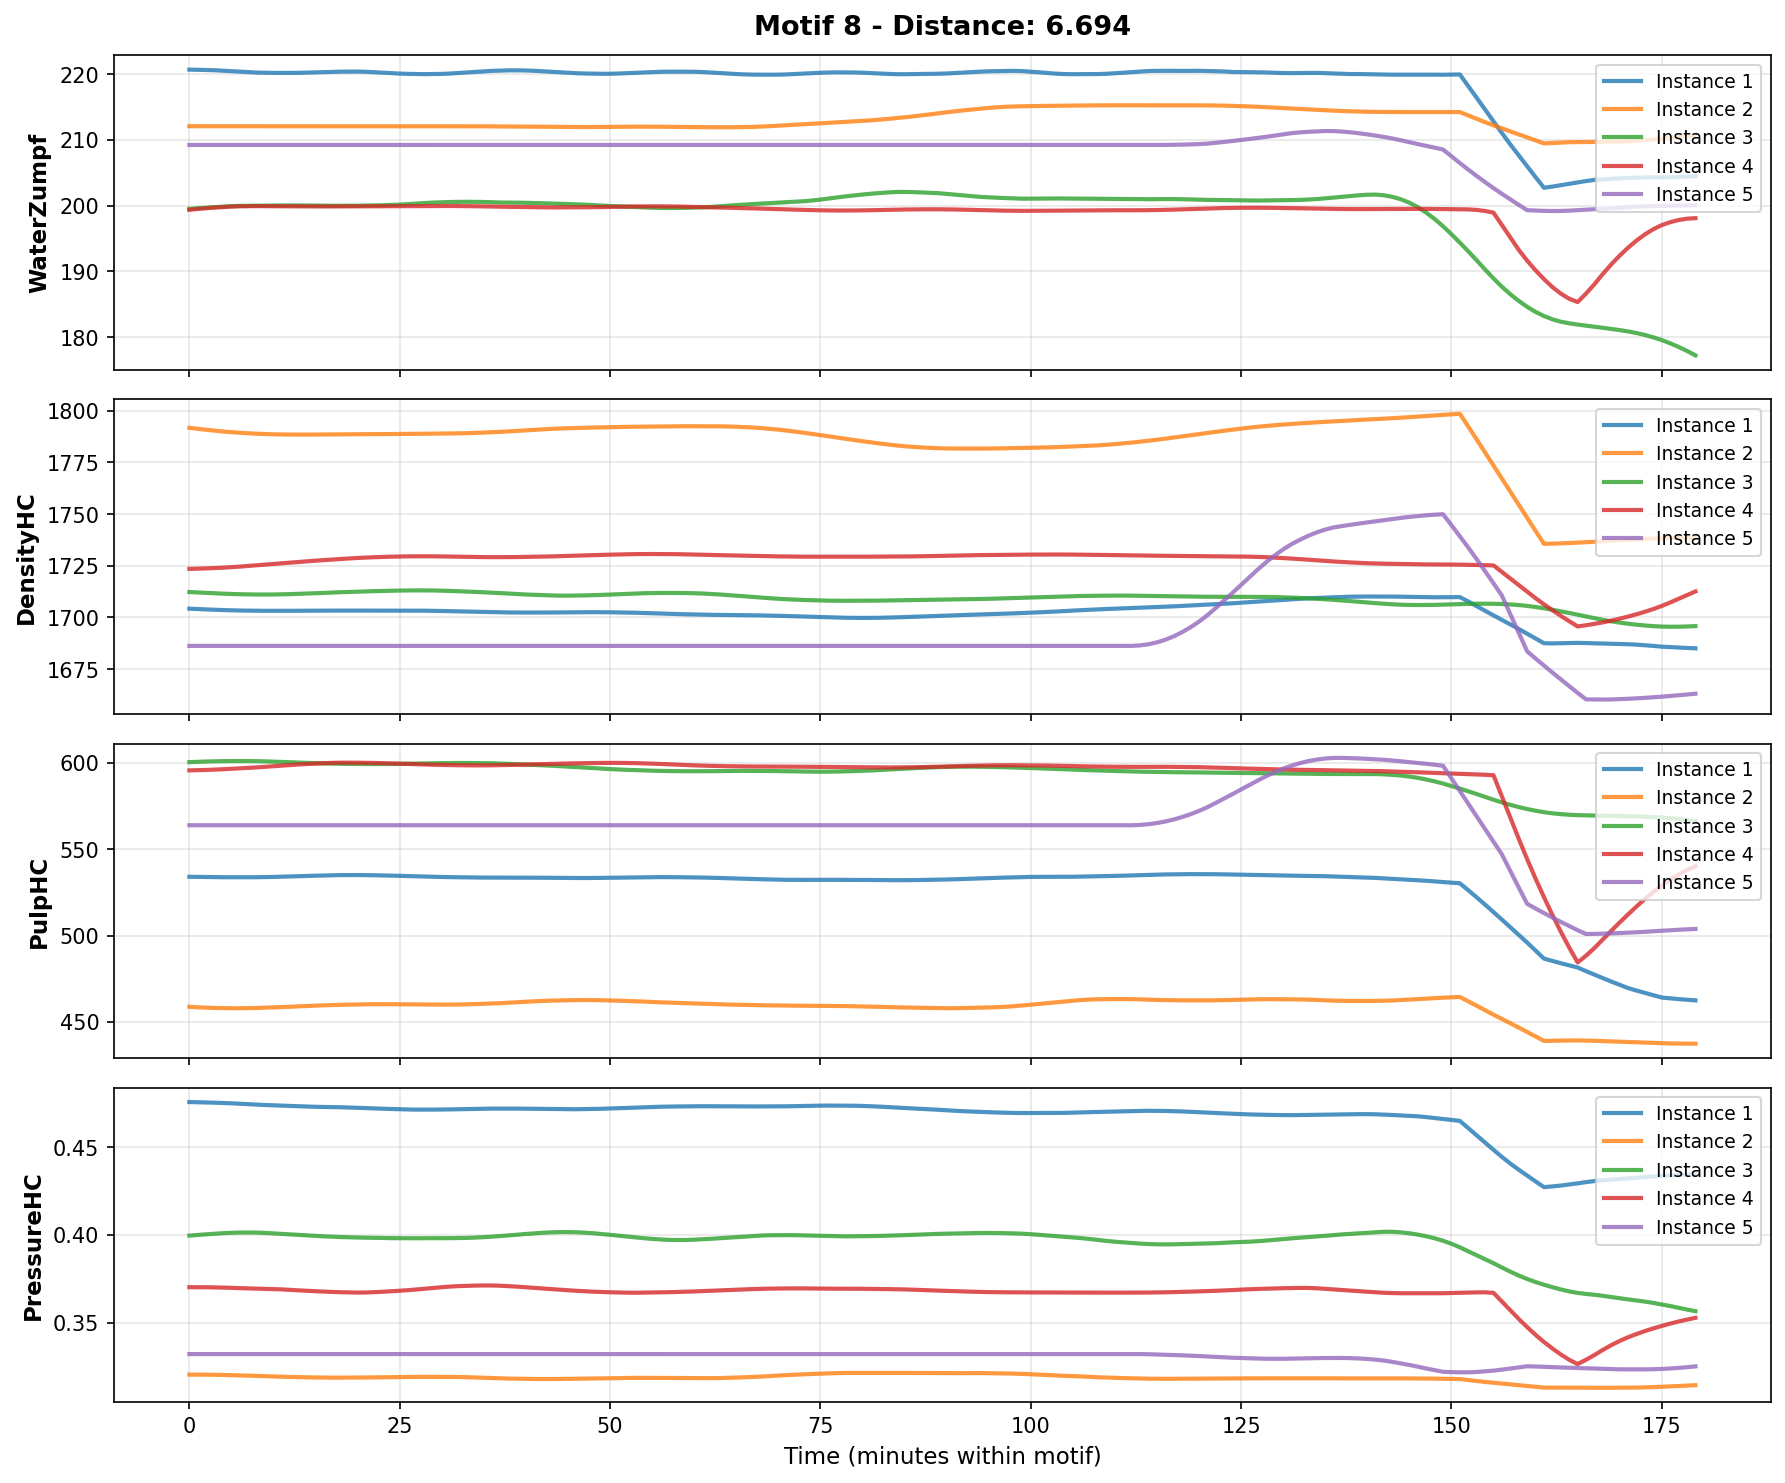 Motif 8 - Distance: 6.694
WaterZumpf
220
210
200
190
180
Instance 1
Instance 2
Instance 3
Instance 4
Instance 5
DensityHC
1800
1775
1750
1725
1700
1675
Instance 1
Instance 2
Instance 3
Instance 4
Instance 5
PulpHC
600
550
500
450
Instance 1
Instance 2
Instance 3
Instance 4
Instance 5
PressureHC
0.45
0.40
0.35
Instance 1
Instance 2
Instance 3
Instance 4
Instance 5
0 25 50 75 100 125 150 175
Time (minutes within motif)